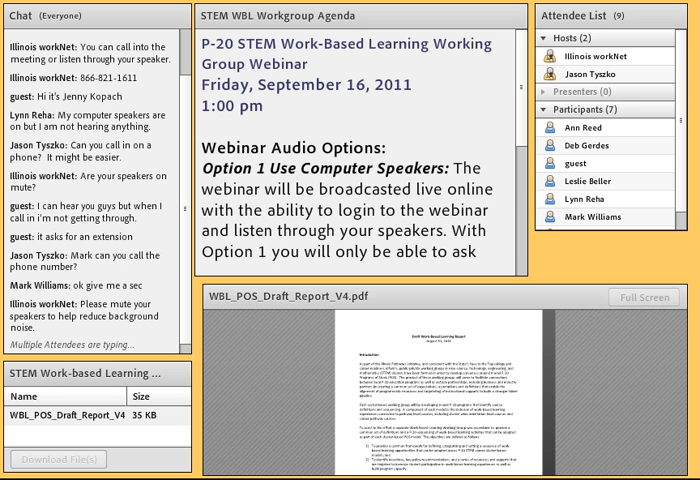 Chat (Everyone)
Illinois workNet: You can call into the
meeting or listen through your speaker.
Illinois workNet: 866-821-1611
guest: Hi it's Jenny Kopach
Lynn Reha: My computer speakers are
on but I am not hearing anything.
Jason Tyszko: Can you call in on a
phone? It might be easier.
Illinois workNet: Are your speakers on
mute?
guest: I can hear you guys but when I
call in i'm not getting through.
guest: it asks for an extension
Jason Tyszko: Mark can you call the
phone number?
Mark Williams: ok give me a sec
Illinois workNet: Please mute your
speakers to help reduce background
noise.
Multiple Attendees are typing...
STEM Work-based Learning ...
Name Size
WBL_POS_Draft_Report_V4 35 KB
Download File(s)
STEM WBL Workgroup Agenda
P-20 STEM Work-Based Learning Working
Group Webinar
Friday, September 16, 2011
1:00 pm
Webinar Audio Options:
Option 1 Use Computer Speakers: The
webinar will be broadcasted live online
with the ability to login to the webinar
and listen through your speakers. With
Option 1 you will only be able to ask
Attendee List (9)
Hosts (2)
Illinois workNet
Jason Tyszko
Presenters (0)
Participants (7)
Ann Reed
Deb Gerdes
guest
Leslie Beller
Lynn Reha
Mark Williams
WBL_POS_Draft_Report_V4.pdf
Full Screen
Draft Work-Based Learning Report
Introduction